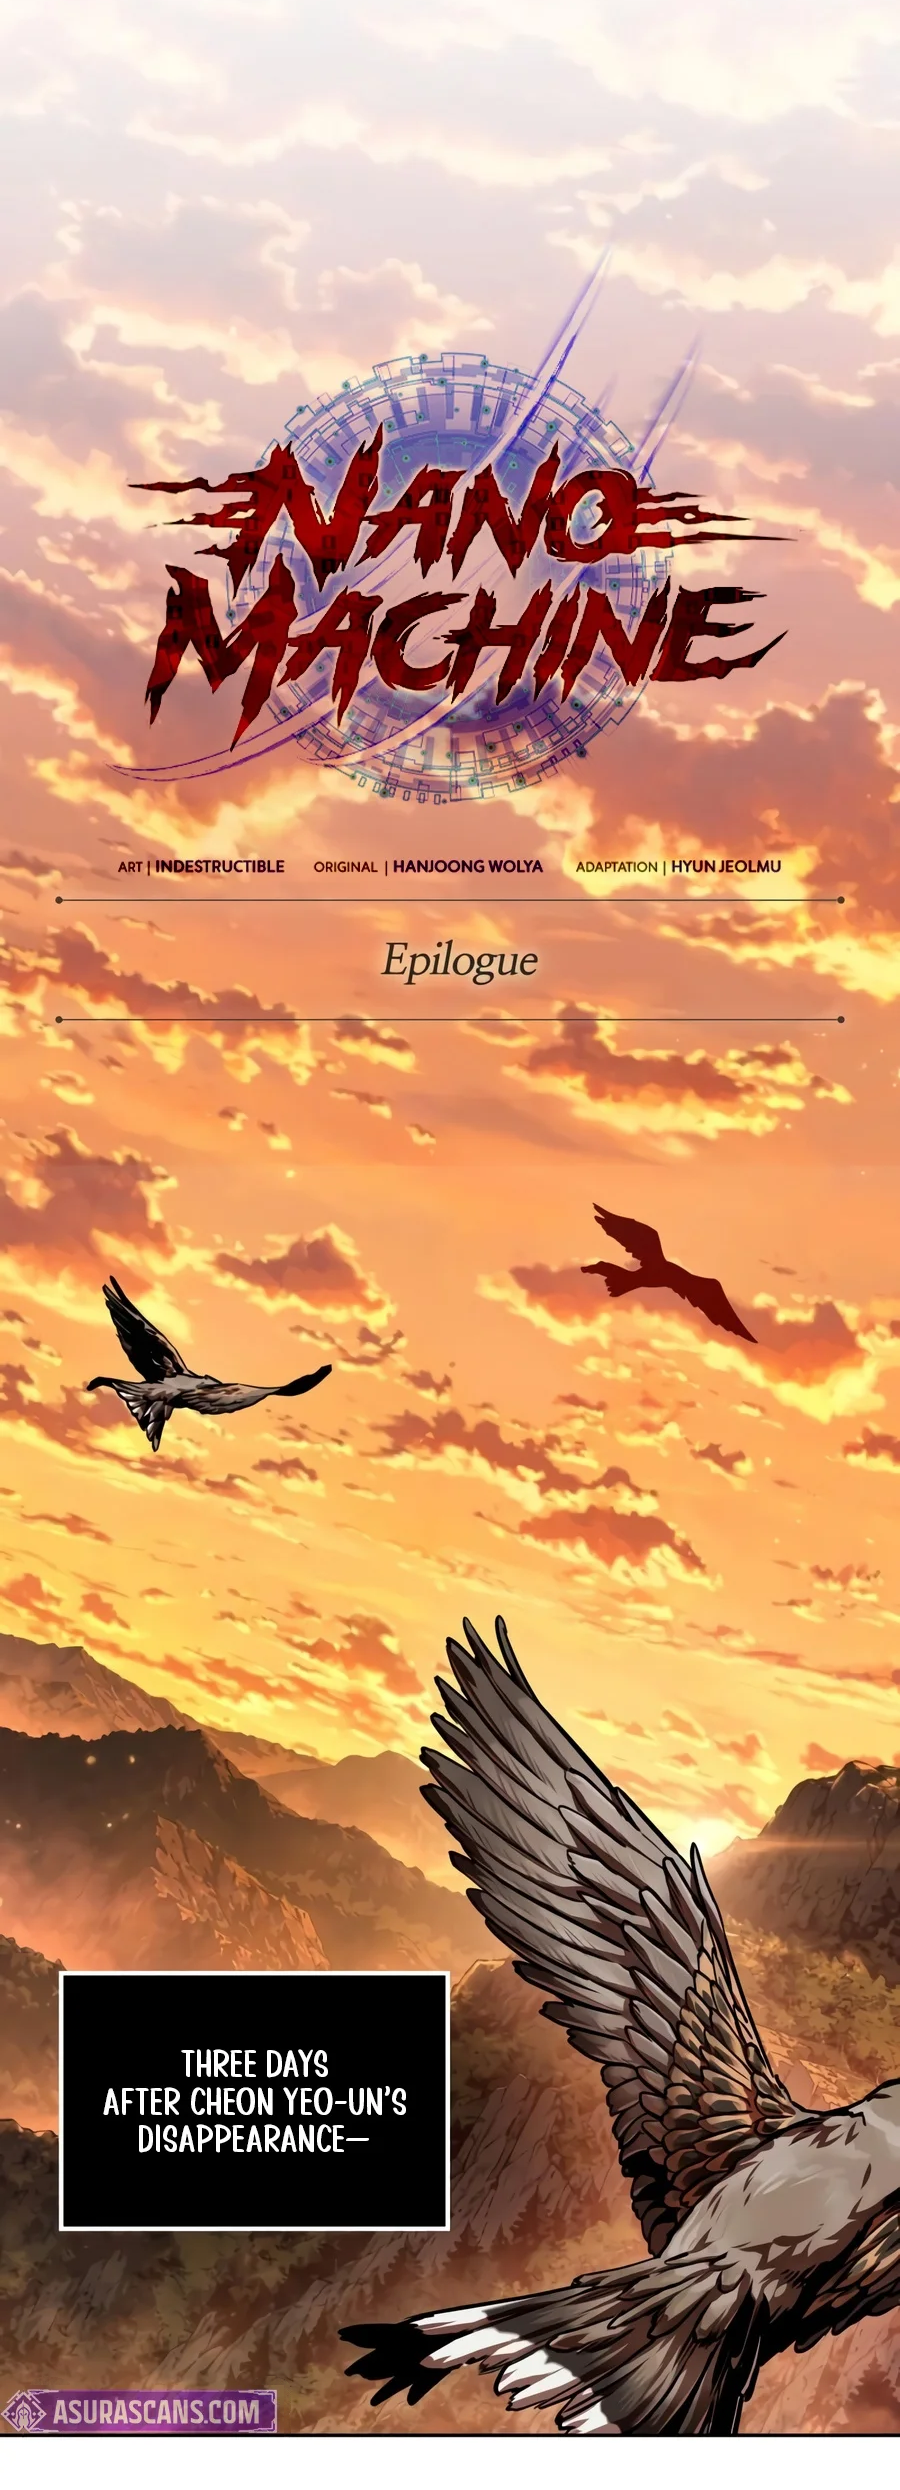 NANO
MACHINE
ART | INDESTRUCTIBLE ORIGINAL | HANJOONG WOLYA ADAPTATION | HYUN JEOLMU
Epilogue
THREE DAYS
AFTER CHEON YEO-UN'S
DISAPPEARANCE—
ASURASCANS.COM